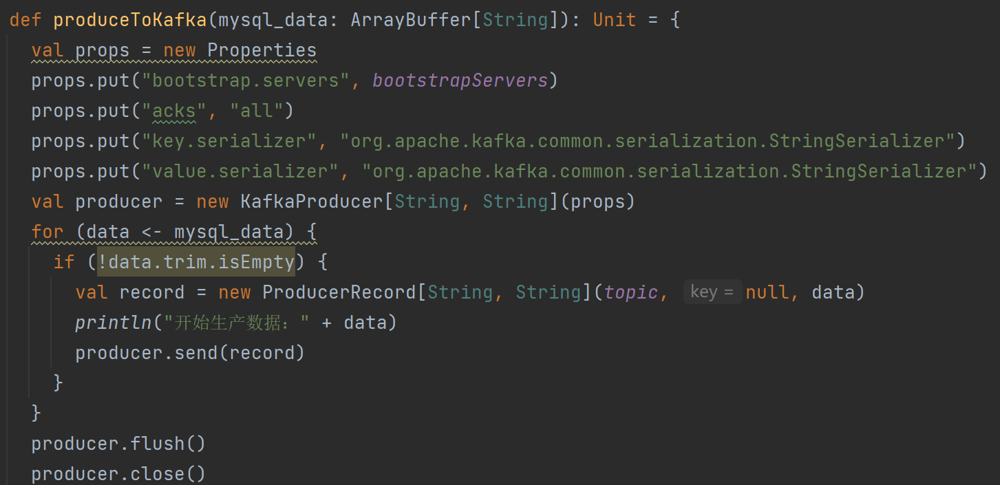 def produceToKafka(mysql_data: ArrayBuffer[String]): Unit = {
  val props = new Properties
  props.put("bootstrap.servers", bootstrapServers)
  props.put("acks", "all")
  props.put("key.serializer", "org.apache.kafka.common.serialization.StringSerializer")
  props.put("value.serializer", "org.apache.kafka.common.serialization.StringSerializer")
  val producer = new KafkaProducer[String, String](props)
  for (data <- mysql_data) {
    if (!data.trim.isEmpty) {
      val record = new ProducerRecord[String, String](topic, key = null, data)
      println("开始生产数据：" + data)
      producer.send(record)
    }
  }
  producer.flush()
  producer.close()